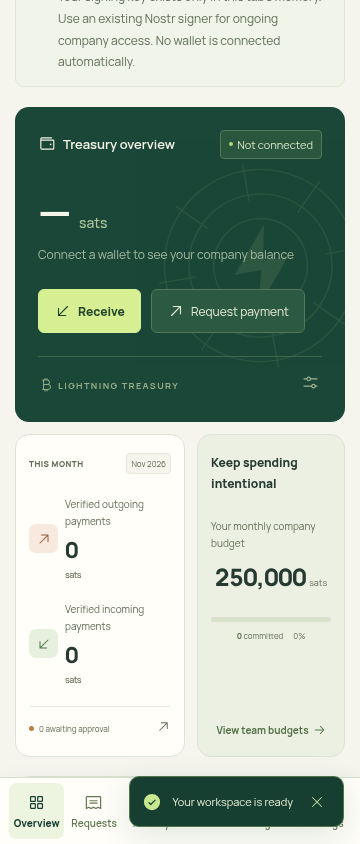 Use an existing Nostr signer for ongoing
company access. No wallet is connected
automatically.
Treasury overview
Not connected
— sats
Connect a wallet to see your company balance
Receive
Request payment
LIGHTNING TREASURY
THIS MONTH
Nov 2026
Verified outgoing
payments
0
sats
Verified incoming
payments
0
sats
0 awaiting approval
Keep spending
intentional
Your monthly company
budget
250,000 sats
0 committed 0%
View team budgets
Overview
Requests
Your workspace is ready